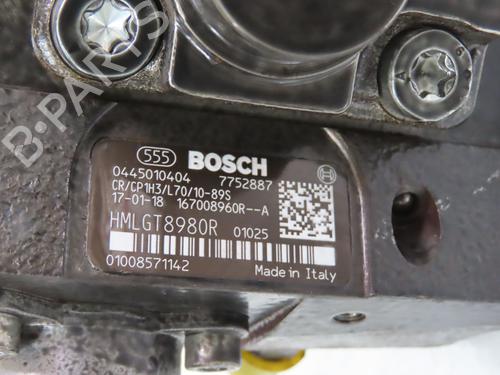 B-PARTS
555 BOSCH
0445010404 7752887
CR/CP1H3/L70/10-89S
17-01-18 167008960R--A
HMLGT8980R 01025
01008571142 Made in Italy